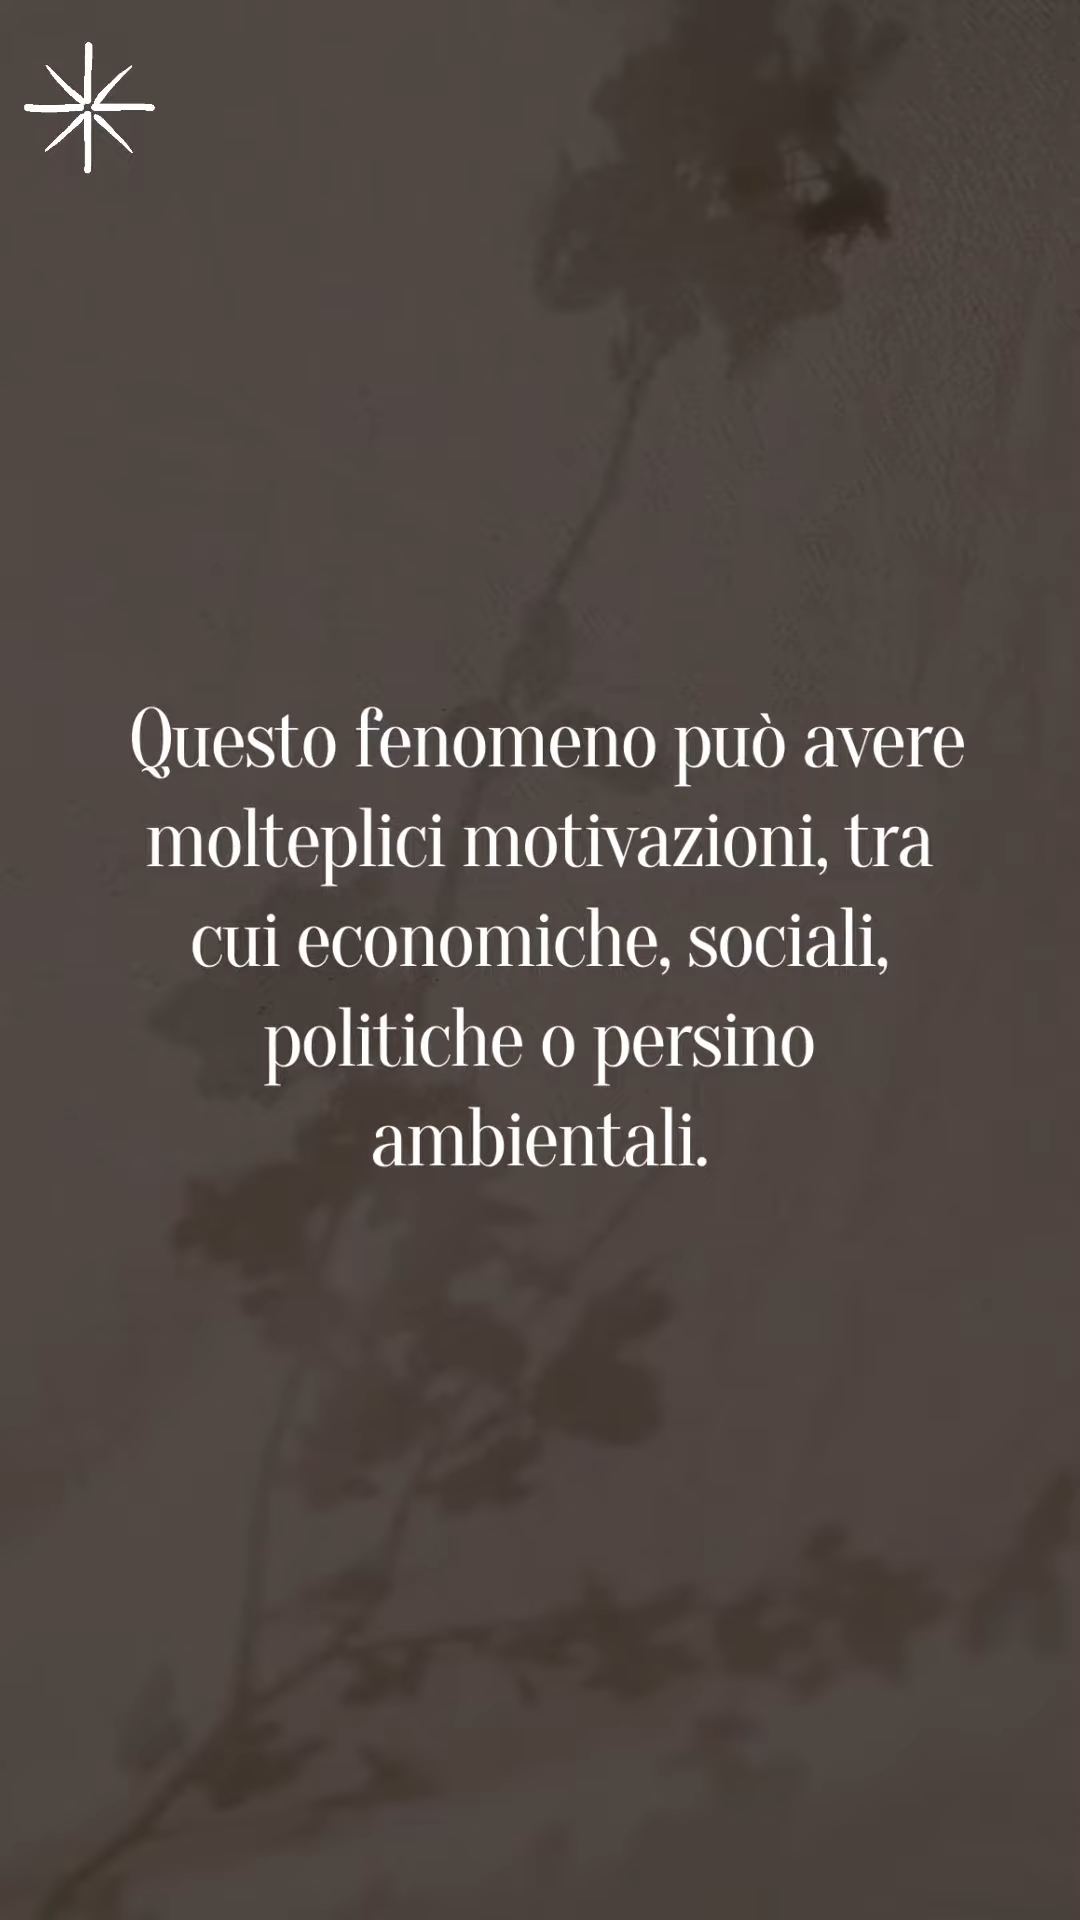 Questo fenomeno può avere
molteplici motivazioni, tra
cui economiche, sociali,
politiche o persino
ambientali.